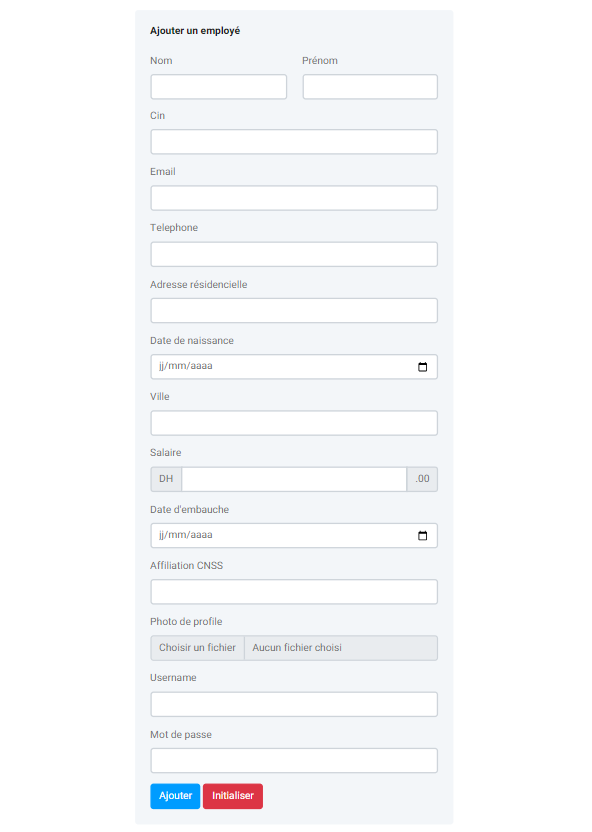 Ajouter un employé
Nom Prénom
Cin
Email
Telephone
Adresse résidencielle
Date de naissance
jj/mm/aaaa
Ville
Salaire
DH .00
Date d'embauche
jj/mm/aaaa
Affiliation CNSS
Photo de profile
Choisir un fichier Aucun fichier choisi
Username
Mot de passe
Ajouter Initialiser